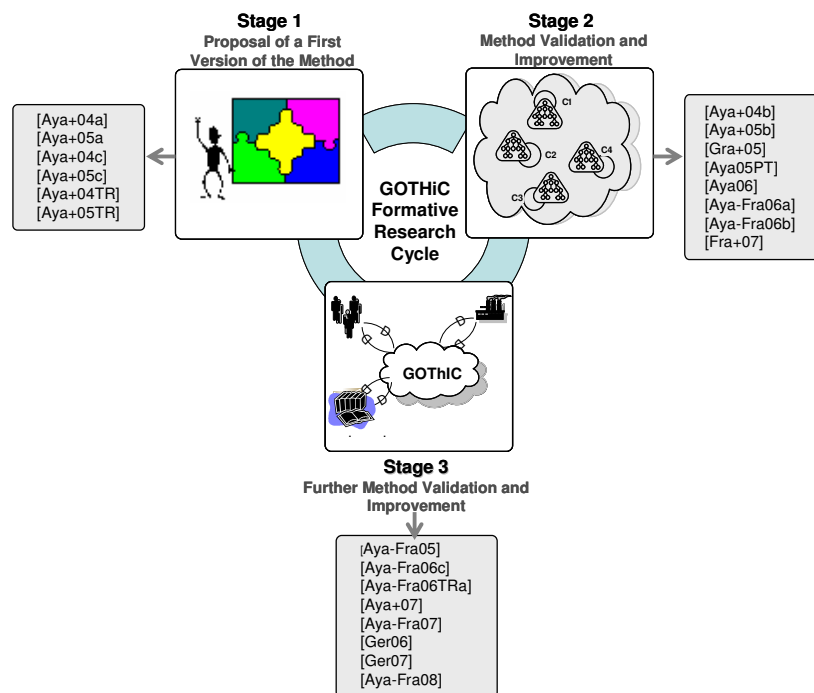 Stage 1
Proposal of a First
Version of the Method
Stage 2
Method Validation and
Improvement
[Aya+04a]
[Aya+05a
[Aya+04c]
[Aya+05c]
[Aya+04TR]
[Aya+05TR]
C1
C2
C4
C3
[Aya+04b]
[Aya+05b]
[Gra+05]
[Aya05PT]
[Aya06]
[Aya-Fra06a]
[Aya-Fra06b]
[Fra+07]
GOTHiC
Formative
Research
Cycle
GOThIC
Stage 3
Further Method Validation and
Improvement
[Aya-Fra05]
[Aya-Fra06c]
[Aya-Fra06TRa]
[Aya+07]
[Aya-Fra07]
[Ger06]
[Ger07]
[Aya-Fra08]